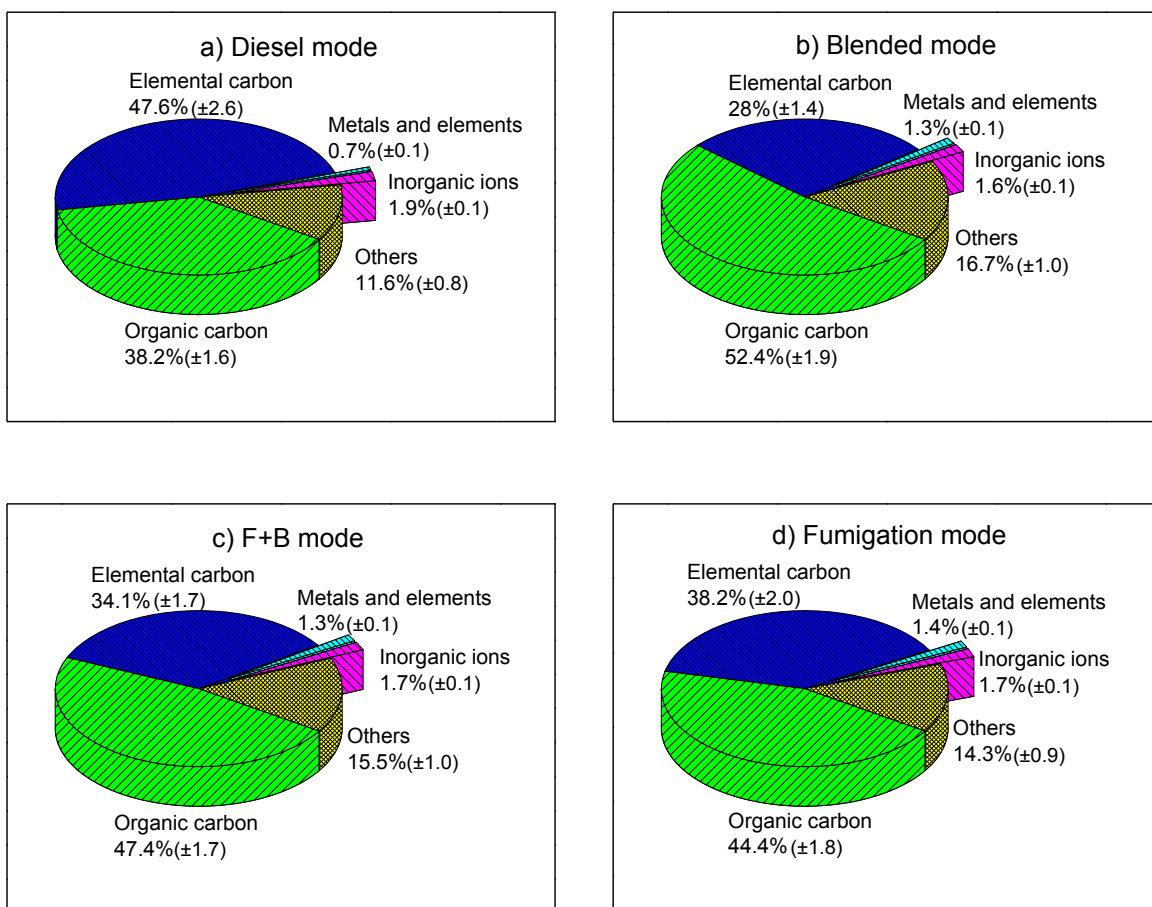 a) Diesel mode
Elemental carbon
47.6%(±2.6)
Metals and elements
0.7%(±0.1)
Inorganic ions
1.9%(±0.1)
Others
11.6%(±0.8)
Organic carbon
38.2%(±1.6)
b) Blended mode
Elemental carbon
28%(±1.4)
Metals and elements
1.3%(±0.1)
Inorganic ions
1.6%(±0.1)
Others
16.7%(±1.0)
Organic carbon
52.4%(±1.9)
c) F+B mode
Elemental carbon
34.1%(±1.7)
Metals and elements
1.3%(±0.1)
Inorganic ions
1.7%(±0.1)
Others
15.5%(±1.0)
Organic carbon
47.4%(±1.7)
d) Fumigation mode
Elemental carbon
38.2%(±2.0)
Metals and elements
1.4%(±0.1)
Inorganic ions
1.7%(±0.1)
Others
14.3%(±0.9)
Organic carbon
44.4%(±1.8)